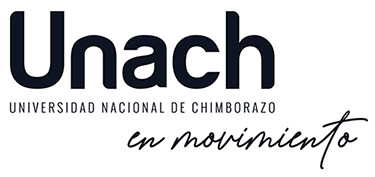 Unach
UNIVERSIDAD NACIONAL DE CHIMBORAZO
en movimiento